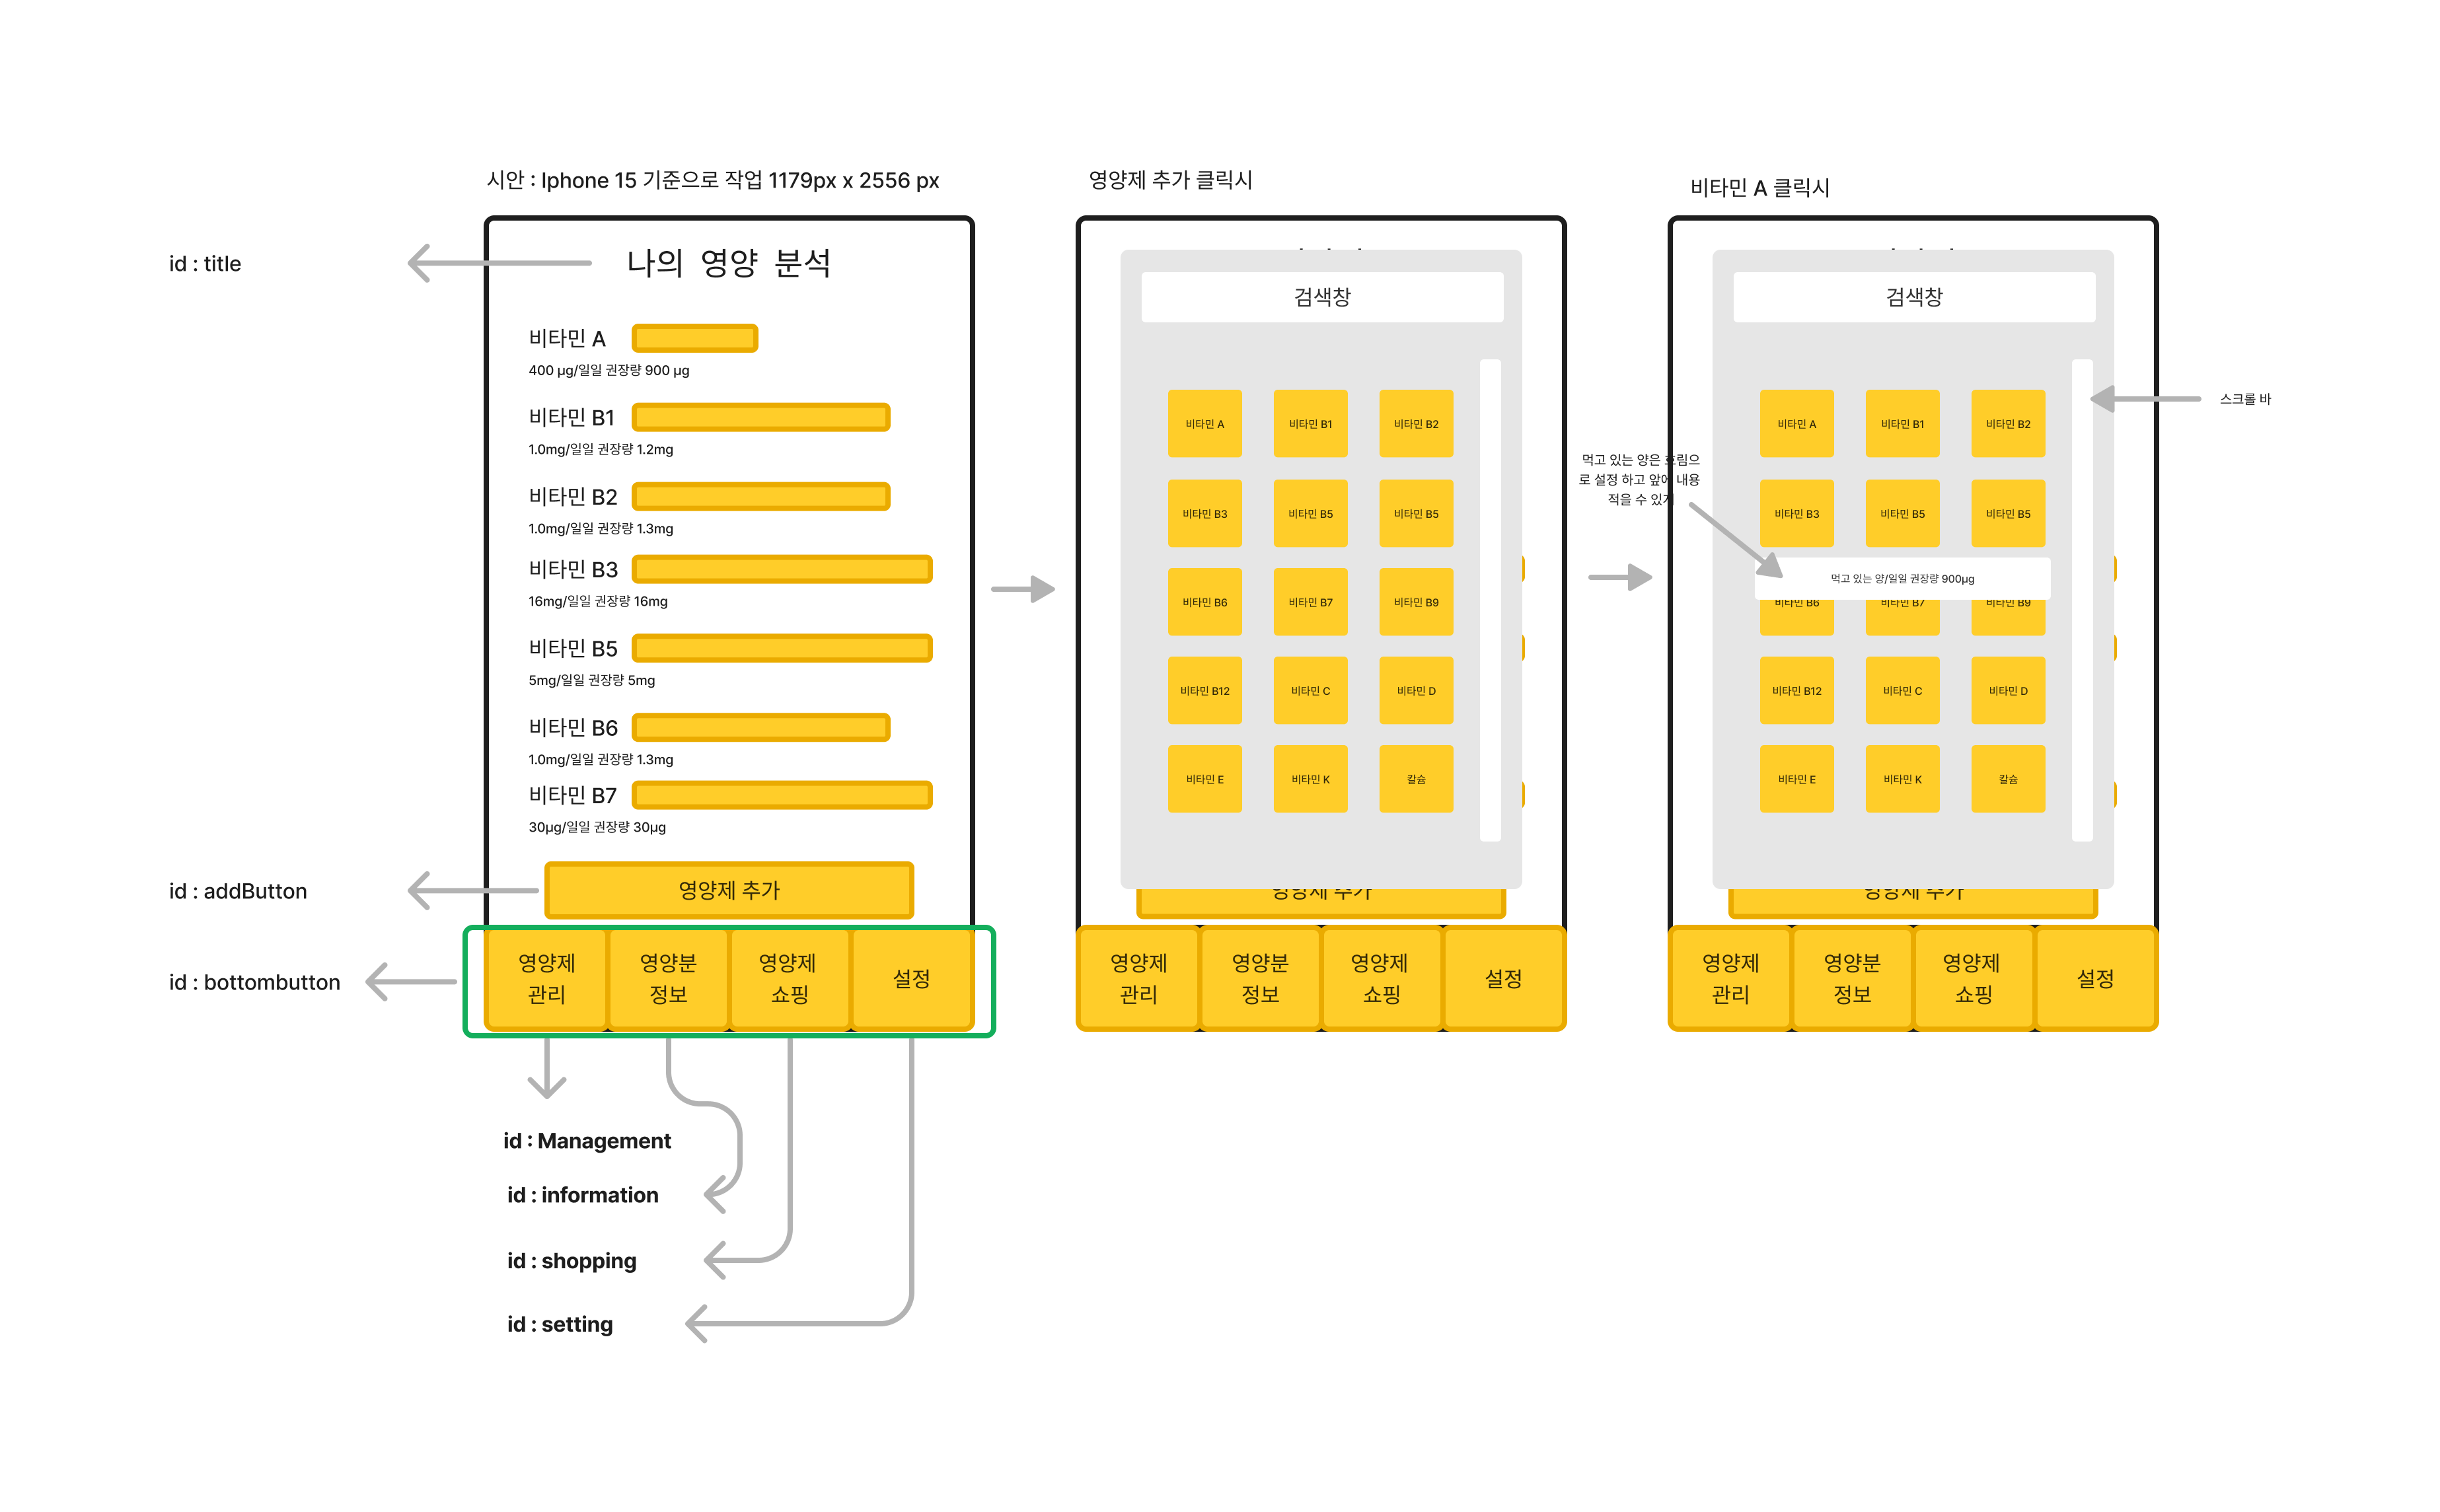 시안 : Iphone 15 기준으로 작업 1179px x 2556 px
id : title
나의 영양 분석
비타민 A
400 µg/일일 권장량 900 µg
비타민 B1
1.0mg/일일 권장량 1.2mg
비타민 B2
1.0mg/일일 권장량 1.3mg
비타민 B3
16mg/일일 권장량 16mg
비타민 B5
5mg/일일 권장량 5mg
비타민 B6
1.0mg/일일 권장량 1.3mg
비타민 B7
30µg/일일 권장량 30µg
id : addButton
영양제 추가
id : bottombutton
영양제
관리
영양분
정보
영양제
쇼핑
설정
id : Management
id : information
id : shopping
id : setting
영양제 추가 클릭시
검색창
비타민 A
비타민 B1
비타민 B2
비타민 B3
비타민 B5
비타민 B5
비타민 B6
비타민 B7
비타민 B9
비타민 B12
비타민 C
비타민 D
비타민 E
비타민 K
칼슘
영양제 추가
영양제
관리
영양분
정보
영양제
쇼핑
설정
비타민 A 클릭시
검색창
스크롤 바
비타민 A
비타민 B1
비타민 B2
먹고 있는 양은 흐림으
로 설정 하고 앞에 내용
적을 수 있게
비타민 B3
비타민 B5
비타민 B5
먹고 있는 양/일일 권장량 900µg
비타민 B6
비타민 B7
비타민 B9
비타민 B12
비타민 C
비타민 D
비타민 E
비타민 K
칼슘
영양제 추가
영양제
관리
영양분
정보
영양제
쇼핑
설정